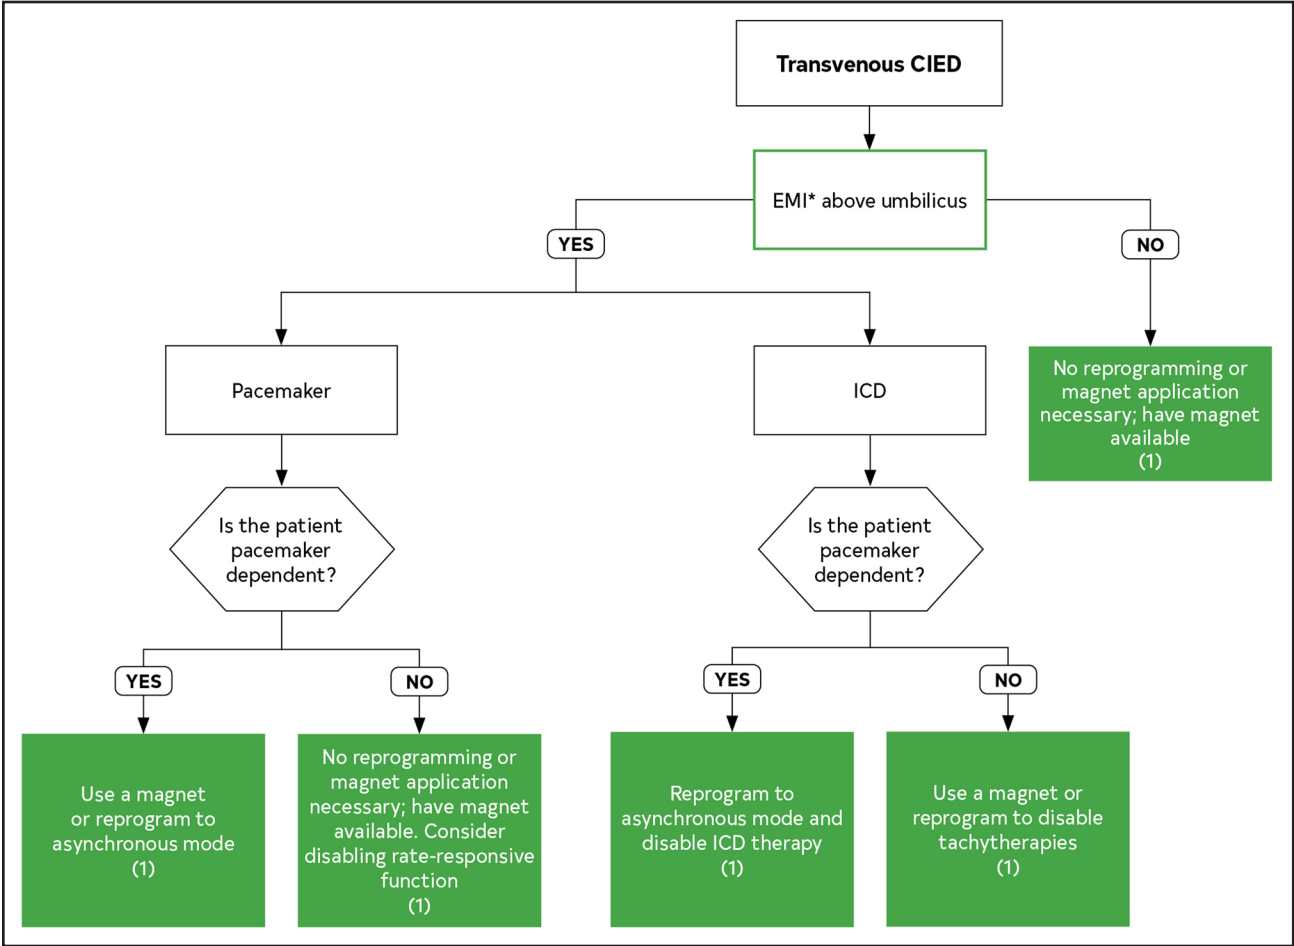 Transvenous CIED
EMI* above umbilicus
YES
NO
Pacemaker
ICD
No reprogramming or
magnet application
necessary; have magnet
available
(1)
Is the patient
pacemaker
dependent?
Is the patient
pacemaker
dependent?
YES
NO
YES
NO
Use a magnet
or reprogram to
asynchronous mode
(1)
No reprogramming or
magnet application
necessary; have magnet
available. Consider
disabling rate-responsive
function
(1)
Reprogram to
asynchronous mode and
disable ICD therapy
(1)
Use a magnet or
reprogram to disable
tachytherapies
(1)